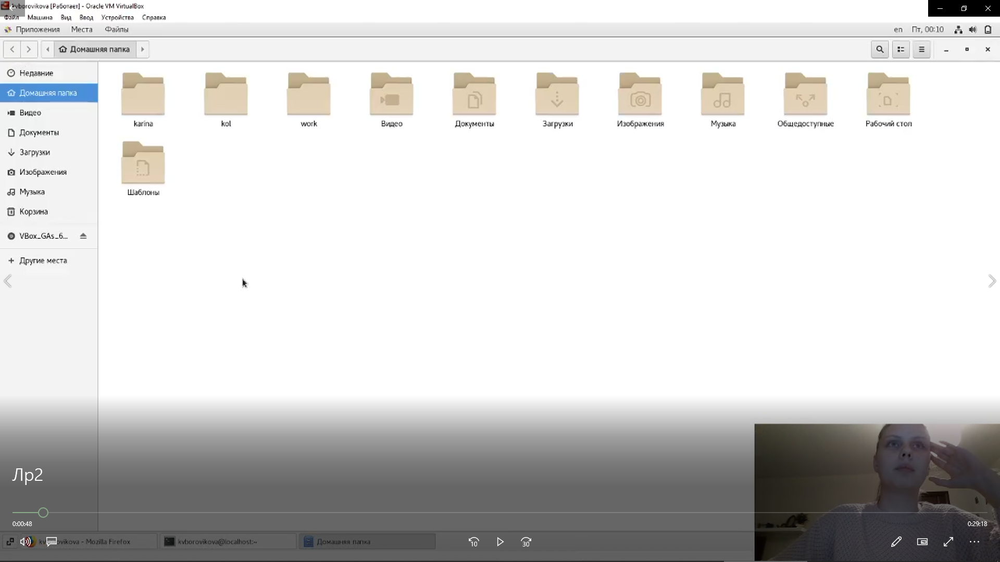 kvborovikova [Работает] - Oracle VM VirtualBox
Файл Машина Вид Ввод Устройства Справка
Приложения Места Файлы en Пт, 00:10
Домашняя папка
Недавние
Домашняя папка
Видео
Документы
Загрузки
Изображения
Музыка
Корзина
VBox_GAs_6...
Другие места
karina kol work Видео Документы Загрузки Изображения Музыка Общедоступные Рабочий стол
Шаблоны
Лр2
0:00:48 0:29:18
- Mozilla Firefox kvborovikova@localhost:~ Домашняя папка
10 30